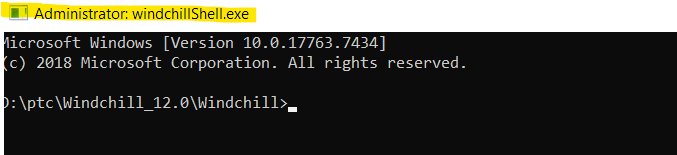 Administrator: windchillShell.exe
Microsoft Windows [Version 10.0.17763.7434]
(c) 2018 Microsoft Corporation. All rights reserved.
D:\ptc\Windchill_12.0\Windchill>